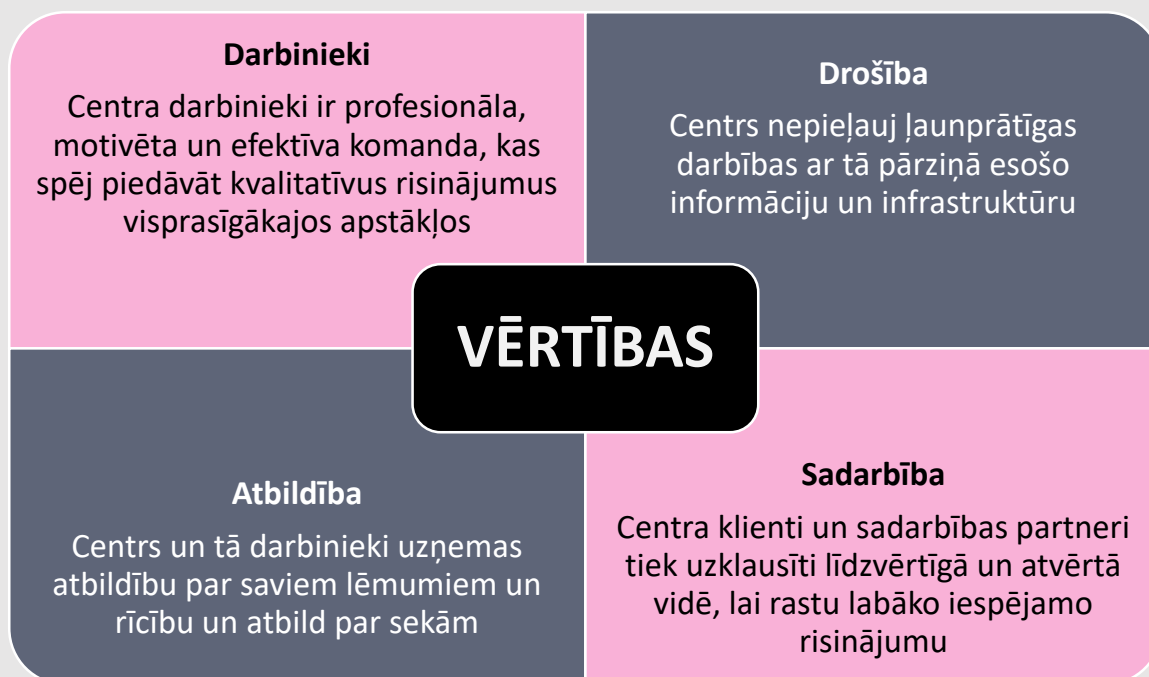 Darbinieki
Centra darbinieki ir profesionāla,
motivēta un efektīva komanda, kas
spēj piedāvāt kvalitatīvus risinājumus
visprasīgākajos apstākļos
Drošība
Centrs nepieļauj ļaunprātīgas
darbības ar tā pārziņā esošo
informāciju un infrastruktūru
VĒRTĪBAS
Atbildība
Centrs un tā darbinieki uzņemas
atbildību par saviem lēmumiem un
rīcību un atbild par sekām
Sadarbība
Centra klienti un sadarbības partneri
tiek uzklausīti līdzvērtīgā un atvērtā
vidē, lai rastu labāko iespējamo
risinājumu